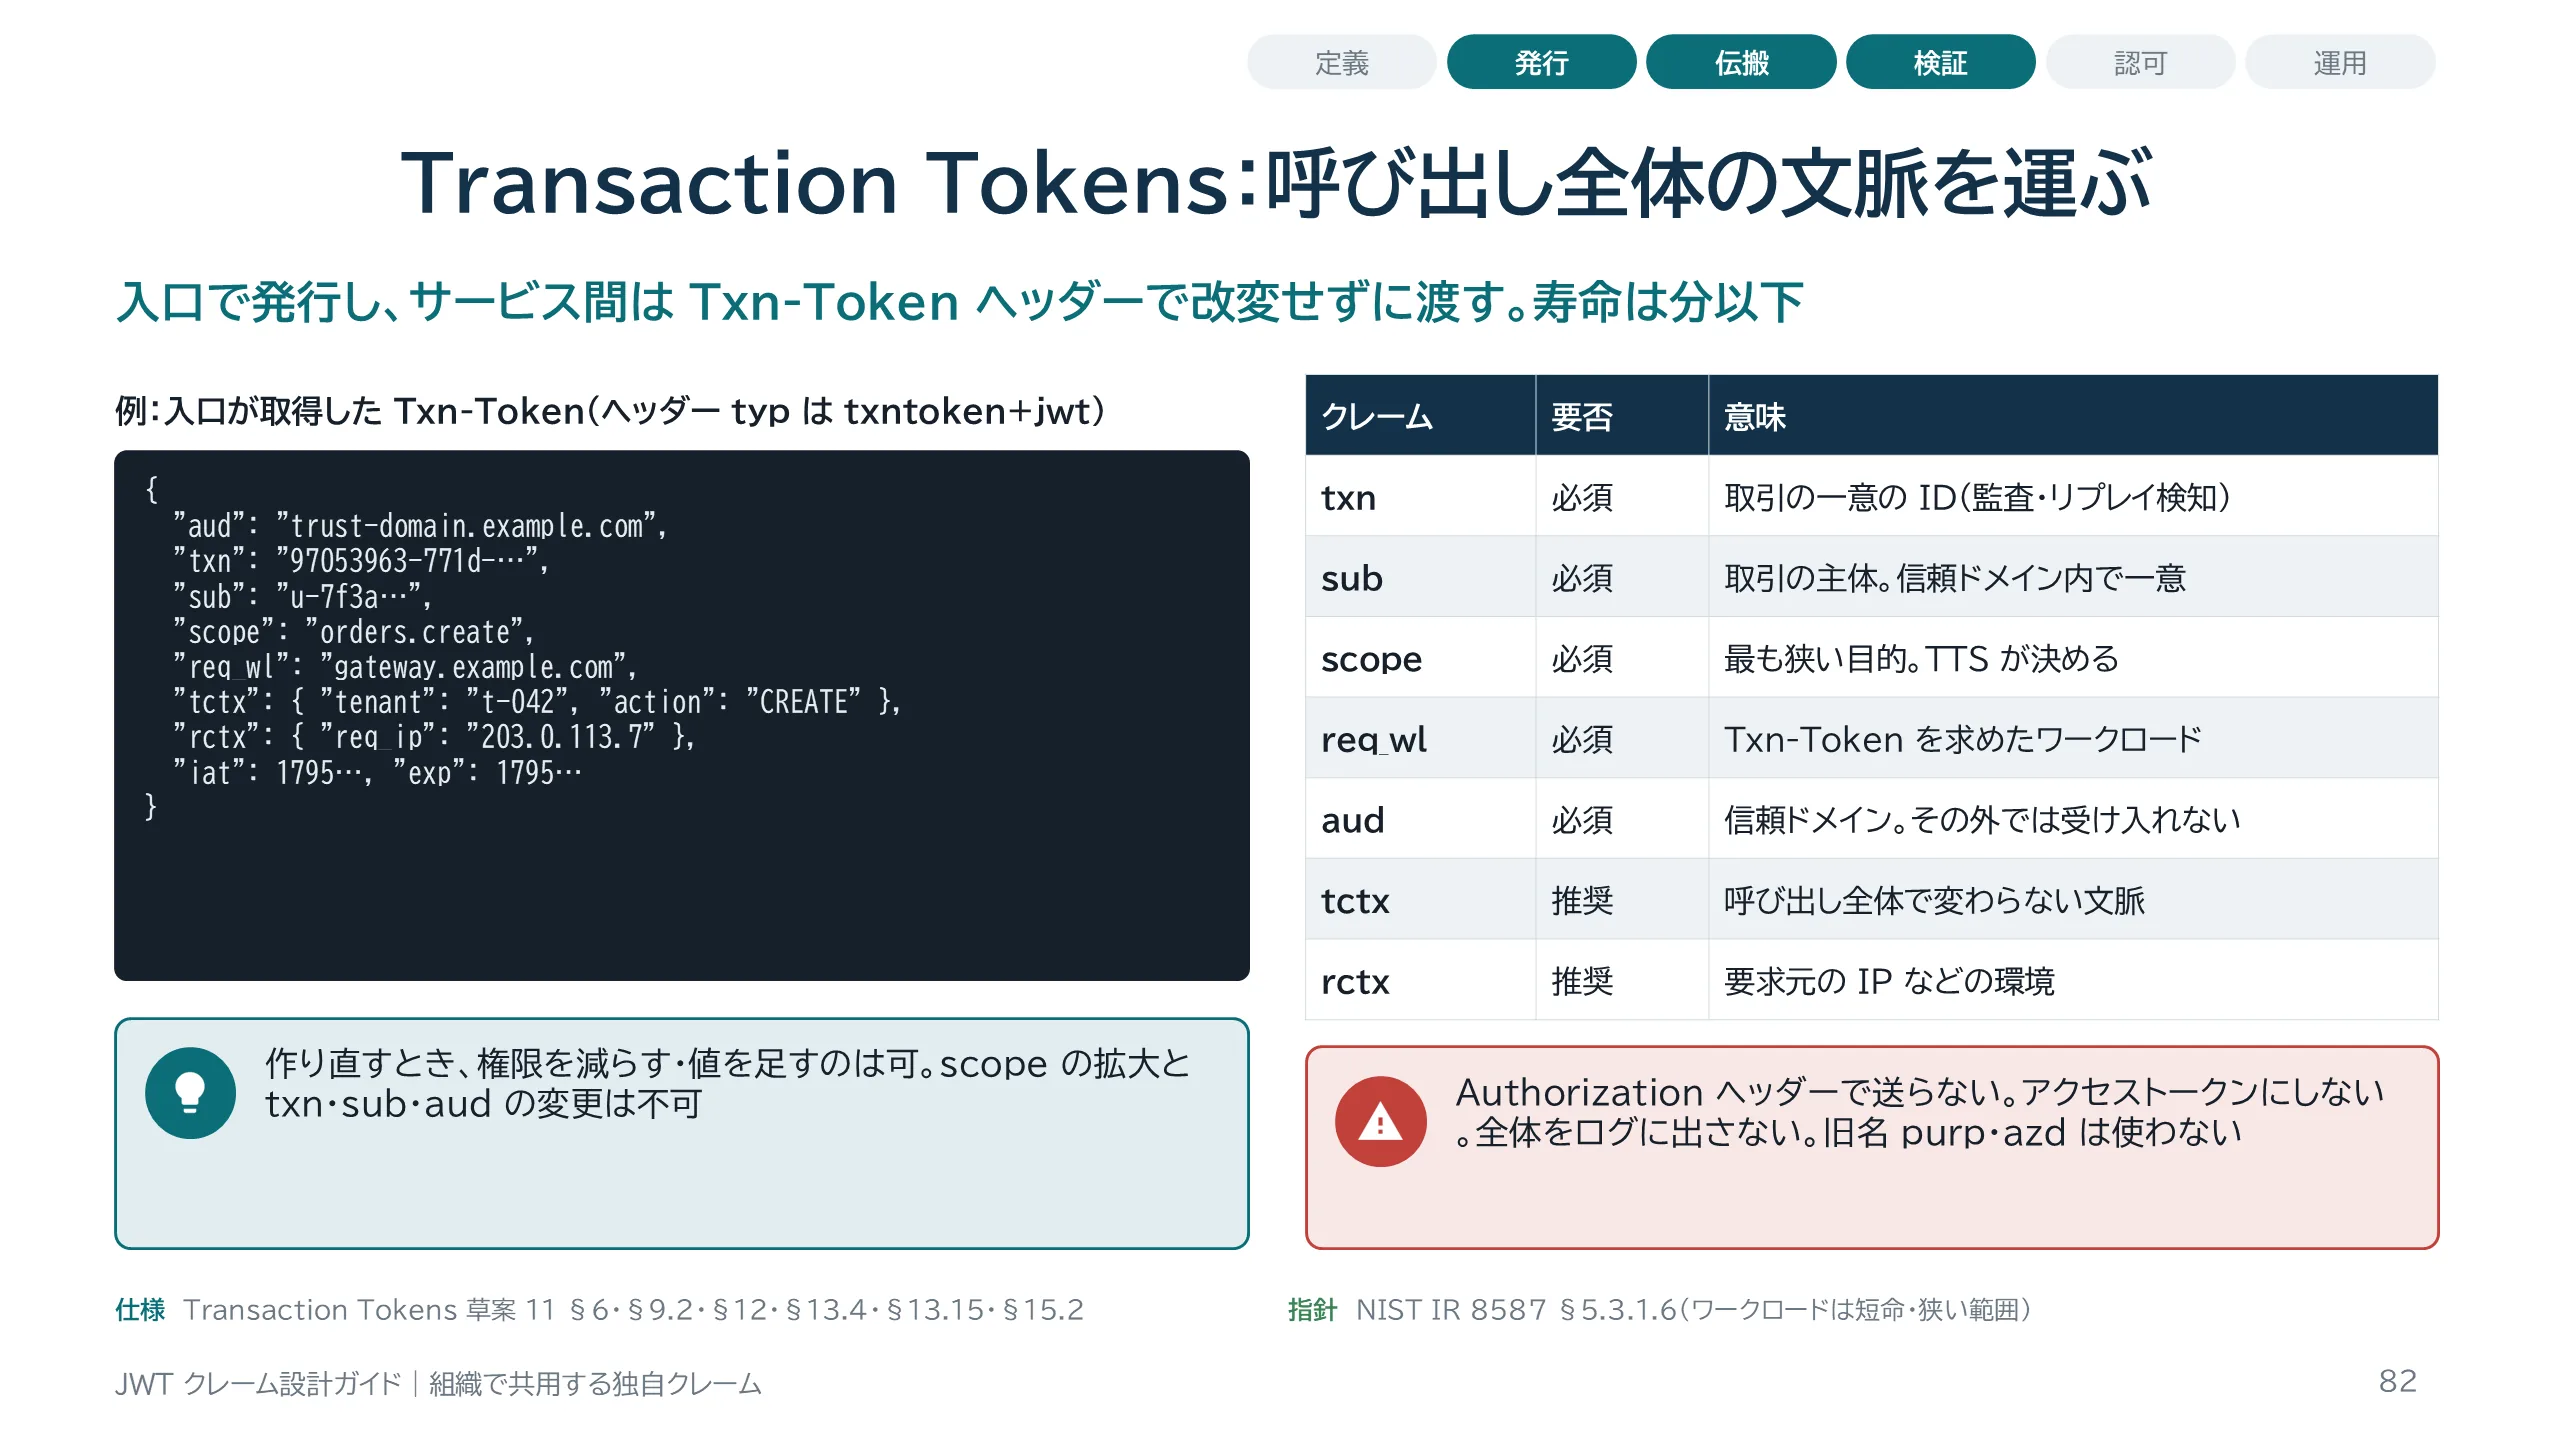 定義
発行
伝搬
検証
認可
運用
Transaction Tokens：呼び出し全体の文脈を運ぶ
入口で発行し、サービス間は Txn-Token ヘッダーで改変せずに渡す。寿命は分以下
例：入口が取得した Txn-Token（ヘッダー typ は txntoken+jwt）
{
  ”aud”: ”trust-domain.example.com”,
  ”txn”: ”97053963-771d-…”,
  ”sub”: ”u-7f3a…”,
  ”scope”: ”orders.create”,
  ”req_wl”: ”gateway.example.com”,
  ”tctx”: { ”tenant”: ”t-042”, ”action”: ”CREATE” },
  ”rctx”: { ”req_ip”: ”203.0.113.7” },
  ”iat”: 1795…, ”exp”: 1795…
}
クレーム 要否 意味
txn 必須 取引の一意の ID（監査・リプレイ検知）
sub 必須 取引の主体。信頼ドメイン内で一意
scope 必須 最も狭い目的。TTS が決める
req_wl 必須 Txn-Token を求めたワークロード
aud 必須 信頼ドメイン。その外では受け入れない
tctx 推奨 呼び出し全体で変わらない文脈
rctx 推奨 要求元の IP などの環境
作り直すとき、権限を減らす・値を足すのは可。scope の拡大と
txn・sub・aud の変更は不可
Authorization ヘッダーで送らない。アクセストークンにしない
。全体をログに出さない。旧名 purp・azd は使わない
仕様 Transaction Tokens 草案 11 §6・§9.2・§12・§13.4・§13.15・§15.2
指針 NIST IR 8587 §5.3.1.6（ワークロードは短命・狭い範囲）
JWT クレーム設計ガイド｜組織で共用する独自クレーム
82